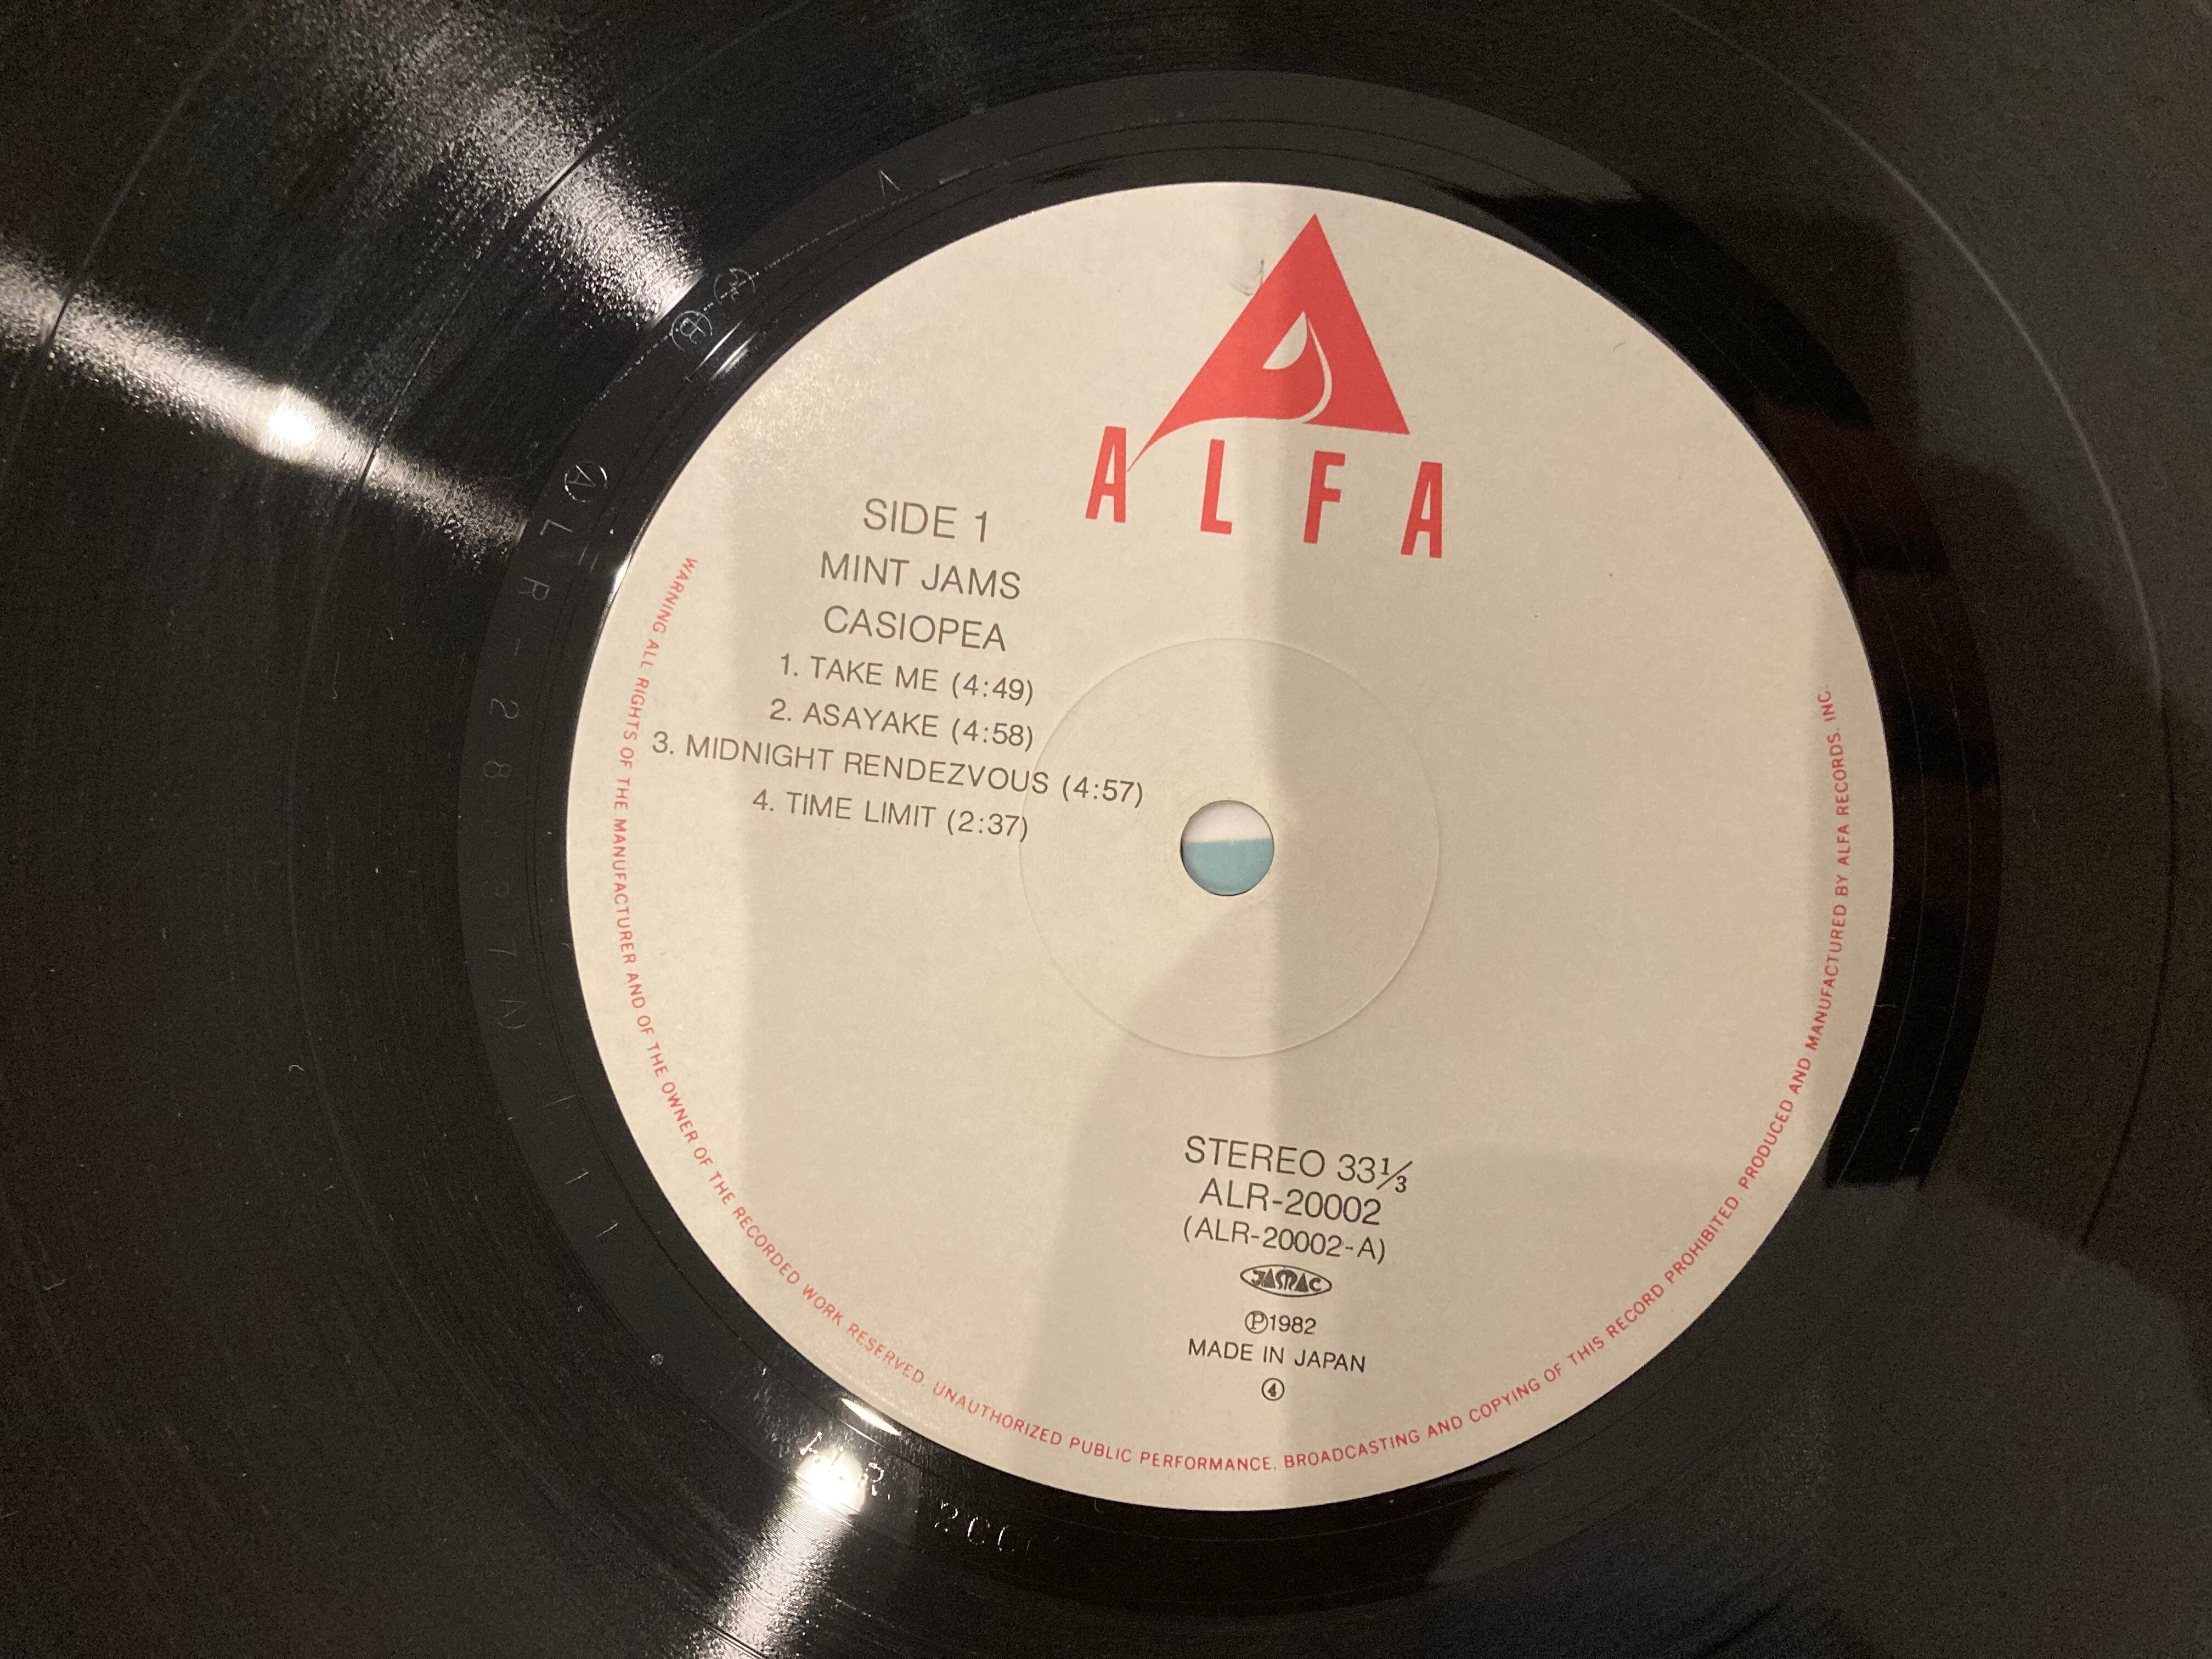 ALFA
SIDE 1
MINT JAMS
CASIOPEA
1. TAKE ME (4:49)
2. ASAYAKE (4:58)
3. MIDNIGHT RENDEZVOUS (4:57)
4. TIME LIMIT (2:37)
STEREO 33⅓
ALR-20002
(ALR-20002-A)
JASRAC
Ⓟ1982
MADE IN JAPAN
④
WARNING ALL RIGHTS OF THE MANUFACTURER AND OF THE OWNER OF THE RECORDED WORK RESERVED UNAUTHORIZED PUBLIC PERFORMANCE, BROADCASTING AND COPYING OF THIS RECORD PROHIBITED. PRODUCED AND MANUFACTURED BY ALFA RECORDS, INC.